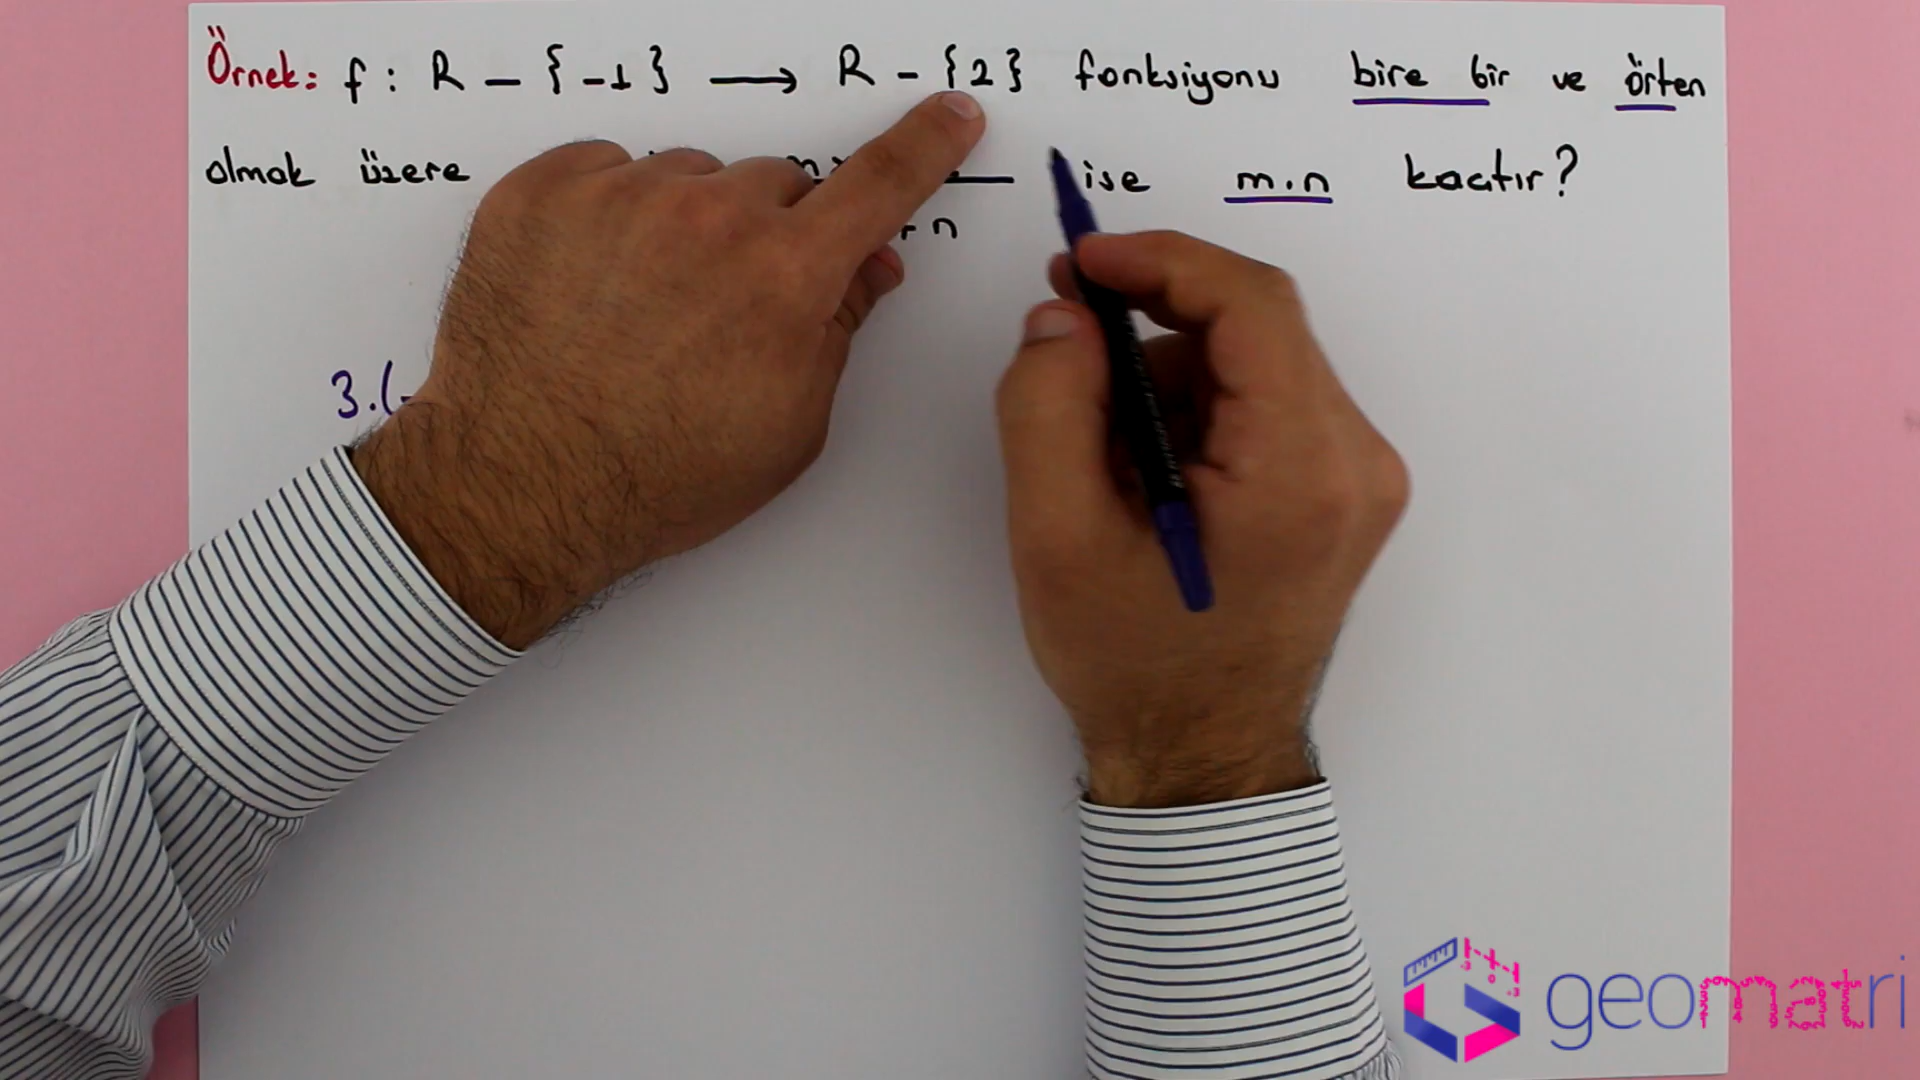 Örnek: f : R - {-1} → R - {2} fonksiyonu bire bir ve örten
olmak üzere ise m.n kaçtır?
n
3.(-
geomatri